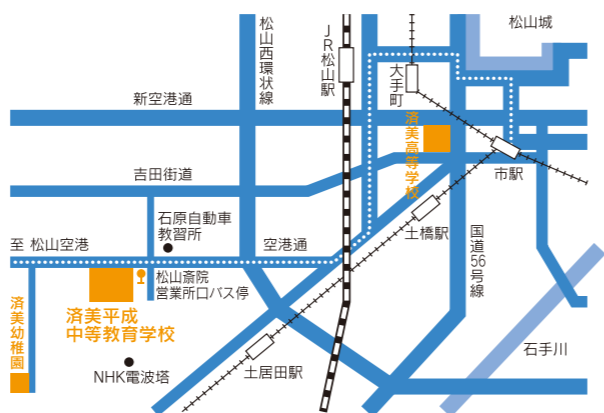 松山城
松山西環状線
JR松山駅
大手町
新空港通
済美高等学校
吉田街道
市駅
石原自動車
教習所
土橋駅
至 松山空港
空港通
国道56号線
松山斎院
営業所口バス停
済美平成
中等教育学校
済美幼稚園
石手川
NHK電波塔
土居田駅